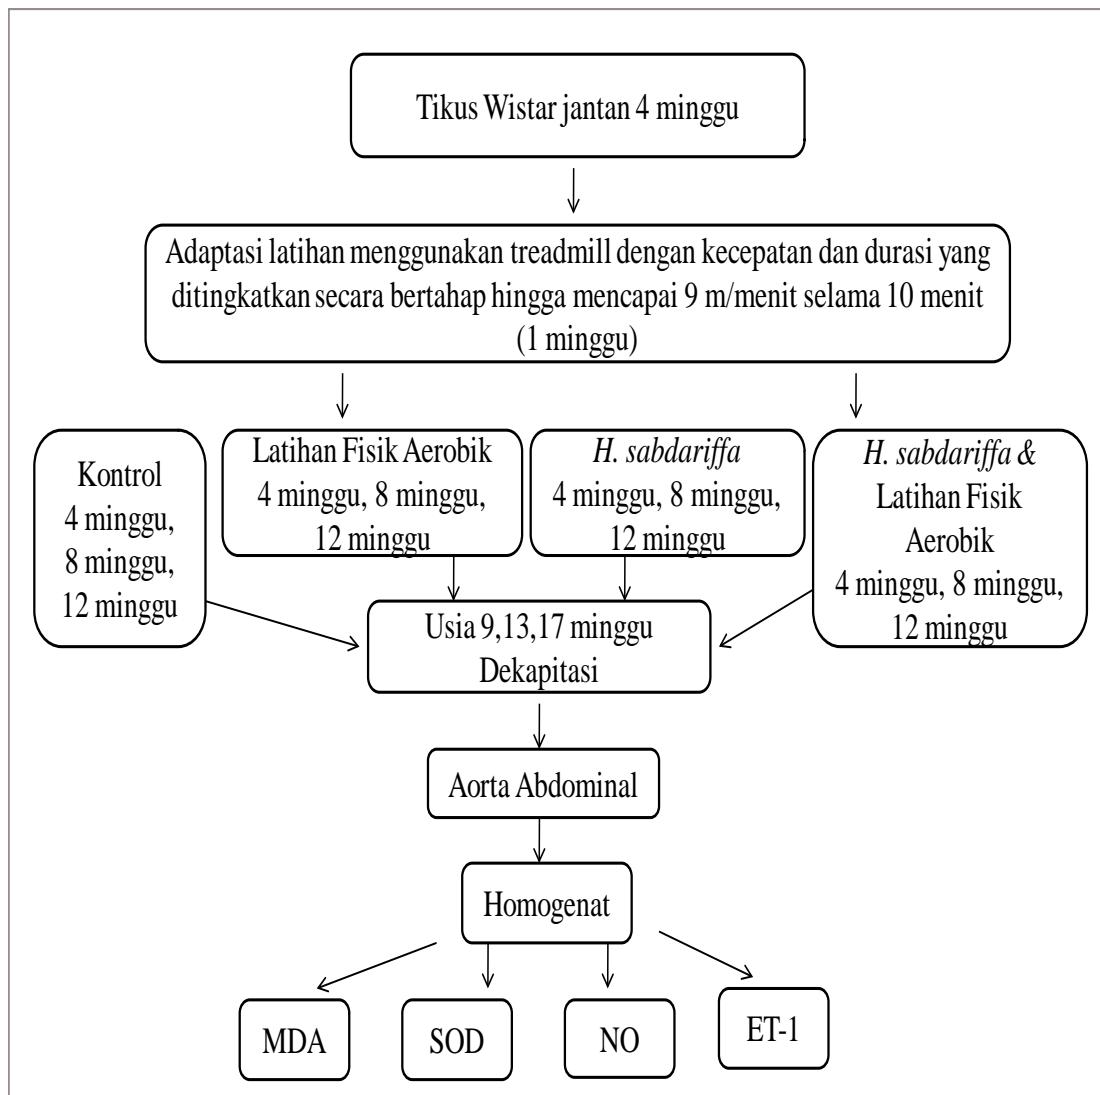 Tikus Wistar jantan 4 minggu
Adaptasi latihan menggunakan treadmill dengan kecepatan dan durasi yang
ditingkatkan secara bertahap hingga mencapai 9 m/menit selama 10 menit
(1 minggu)
Kontrol
4 minggu,
8 minggu,
12 minggu
Latihan Fisik Aerobik
4 minggu, 8 minggu,
12 minggu
H. sabdariffa
4 minggu, 8 minggu,
12 minggu
H. sabdariffa &
Latihan Fisik
Aerobik
4 minggu, 8 minggu,
12 minggu
Usia 9,13,17 minggu
Dekapitasi
Aorta Abdominal
Homogenat
MDA
SOD
NO
ET-1